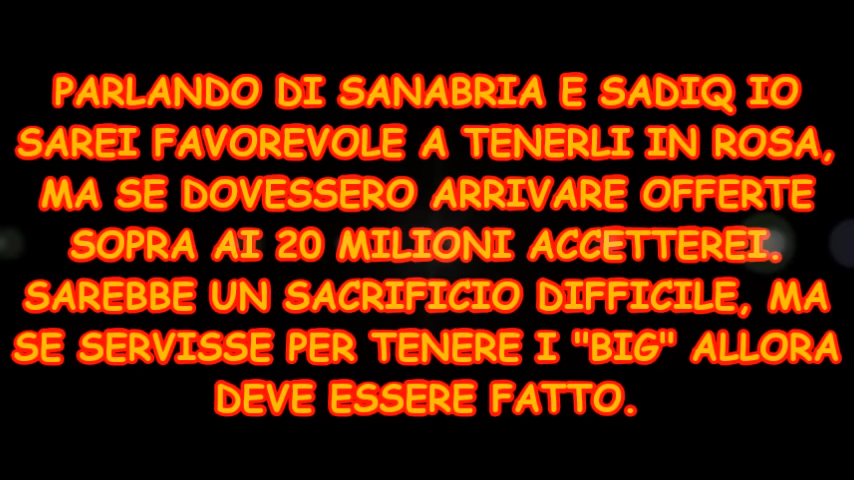 PARLANDO DI SANABRIA E SADIQ IO
SAREI FAVOREVOLE A TENERLI IN ROSA,
MA SE DOVESSERO ARRIVARE OFFERTE
SOPRA AI 20 MILIONI ACCETTEREI.
SAREBBE UN SACRIFICIO DIFFICILE, MA
SE SERVISSE PER TENERE I "BIG" ALLORA
DEVE ESSERE FATTO.